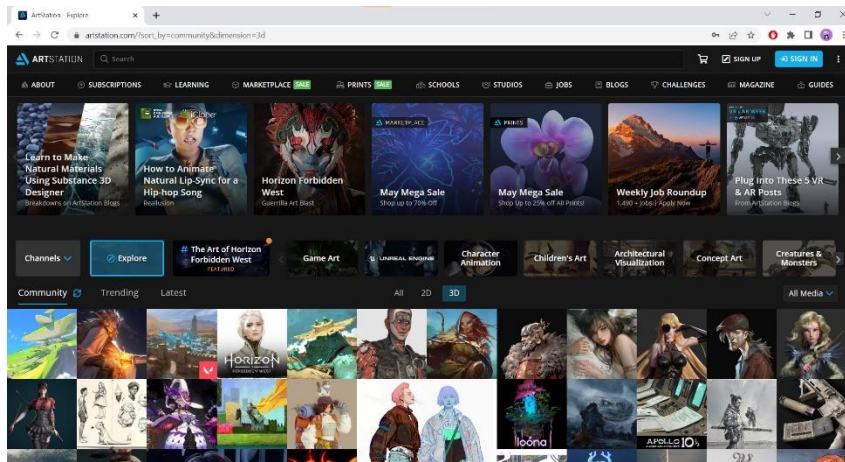 ArtStation - Explore
artstation.com/?sort_by=community&dimension=3d
ARTSTATION Search SIGN UP SIGN IN
ABOUT SUBSCRIPTIONS LEARNING MARKETPLACE SALE PRINTS SALE SCHOOLS STUDIOS JOBS BLOGS CHALLENGES MAGAZINE GUIDES
Learn to Make
Natural Materials
Using Substance 3D
Designer
Breakdowns on ArtStation Blogs
iCloner
How to Animate
Natural Lip-Sync for a
Hip-hop Song
Reallusion
Horizon Forbidden
West
Guerrilla Art Blast
MARKETPLACE
May Mega Sale
Shop up to 70% Off
PRINTS
May Mega Sale
Shop Up to 25% off All Prints!
Weekly Job Roundup
1,490 + Jobs | Apply Now
Plug Into These 5 VR
& AR Posts
From ArtStation Blogs
Channels
Explore
# The Art of Horizon
Forbidden West
FEATURED
Game Art
UNREAL ENGINE
Character
Animation
Children's Art
Architectural
Visualization
Concept Art
Creatures &
Monsters
Community Trending Latest All 2D 3D All Media
HORIZON
FORBIDDEN WEST
loóna
APOLLO 10½